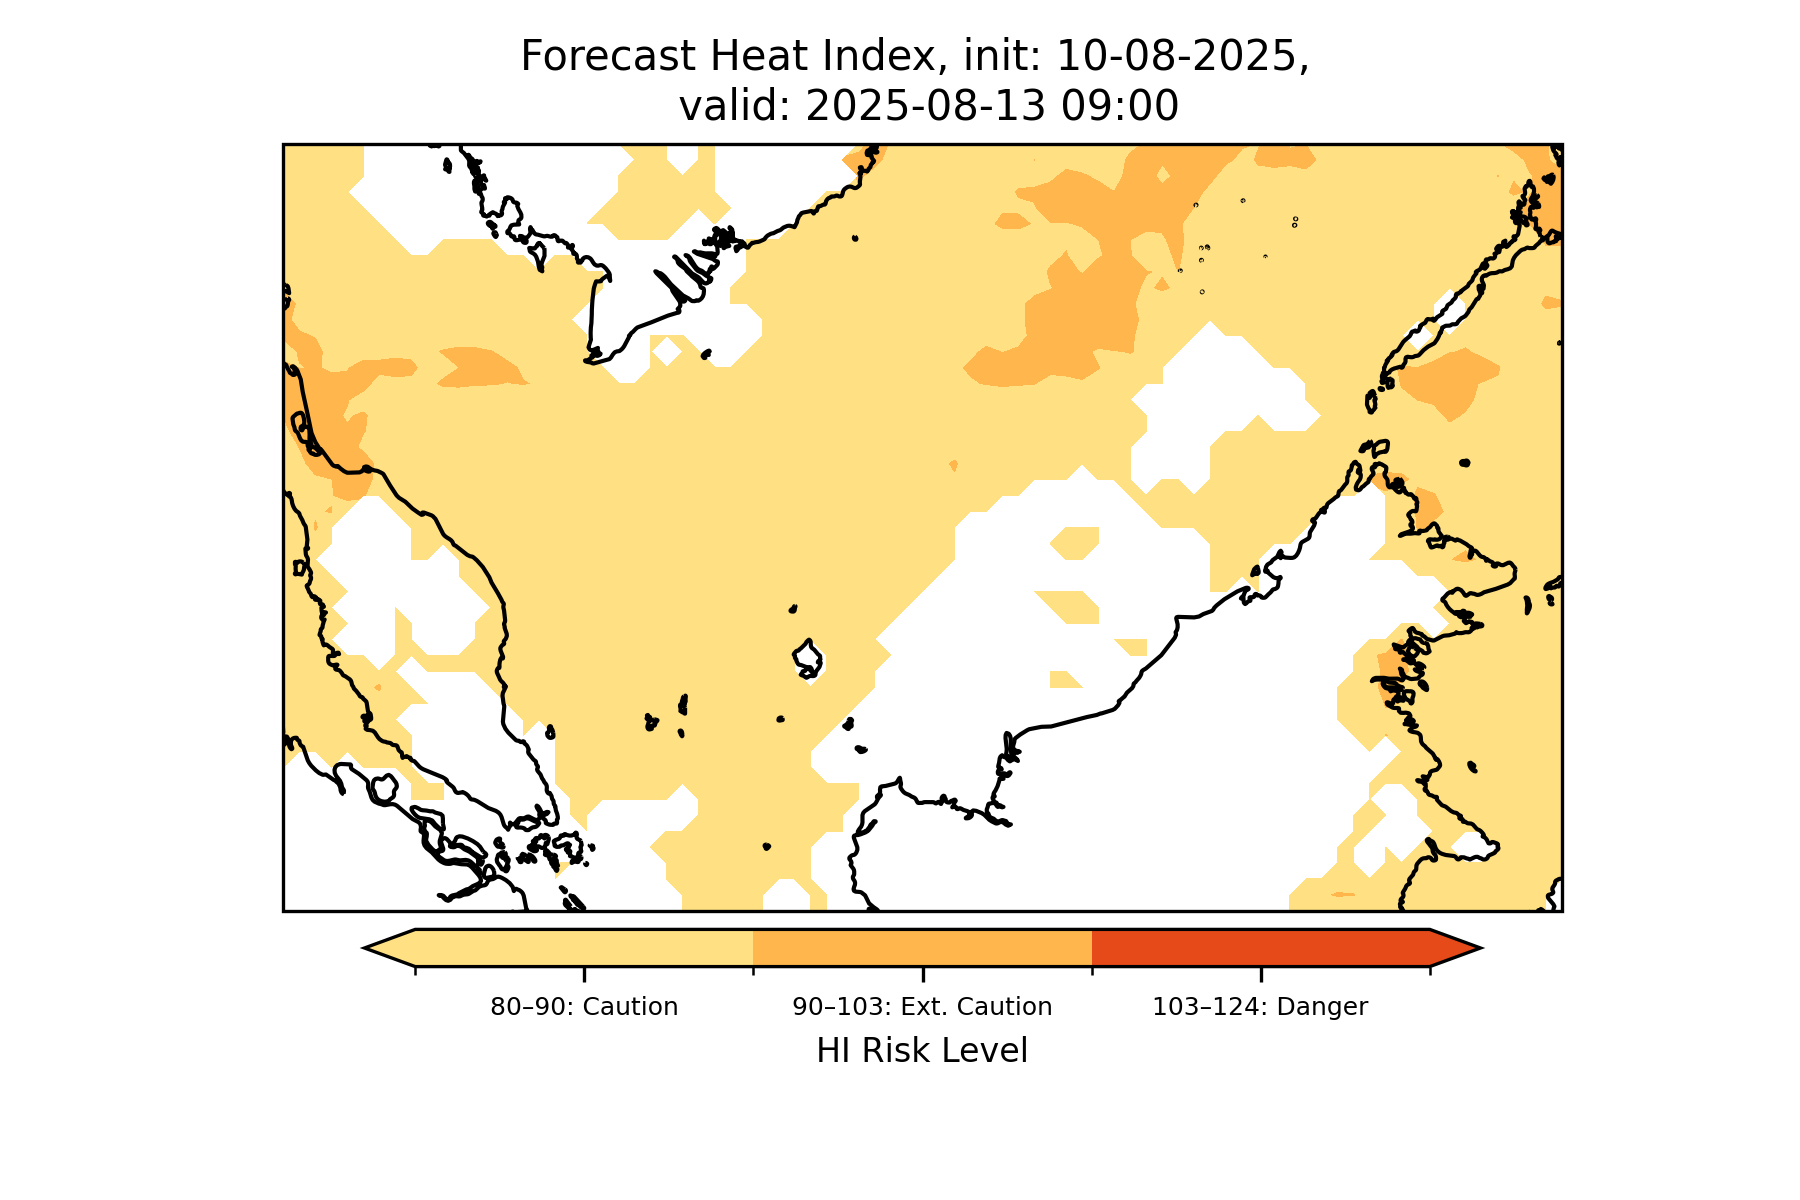 Forecast Heat Index, init: 10-08-2025,
valid: 2025-08-13 09:00
80–90: Caution
90–103: Ext. Caution
103–124: Danger
HI Risk Level